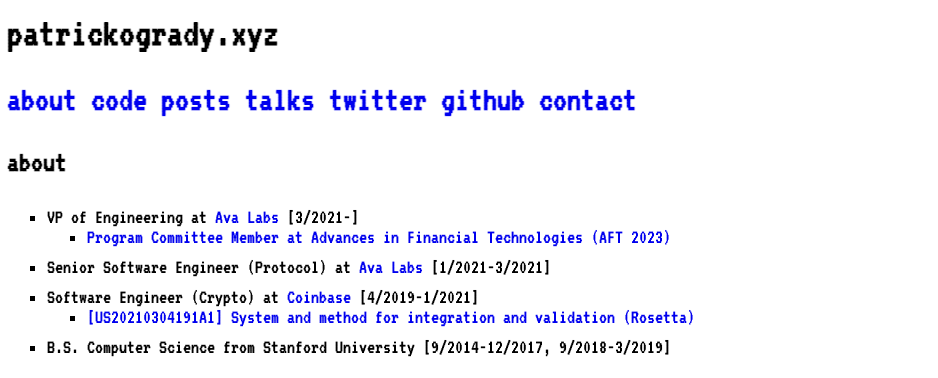 patrickogrady.xyz
about code posts talks twitter github contact
about
VP of Engineering at Ava Labs [3/2021-]
Program Committee Member at Advances in Financial Technologies (AFT 2023)
Senior Software Engineer (Protocol) at Ava Labs [1/2021-3/2021]
Software Engineer (Crypto) at Coinbase [4/2019-1/2021]
[US20210304191A1] System and method for integration and validation (Rosetta)
B.S. Computer Science from Stanford University [9/2014-12/2017, 9/2018-3/2019]